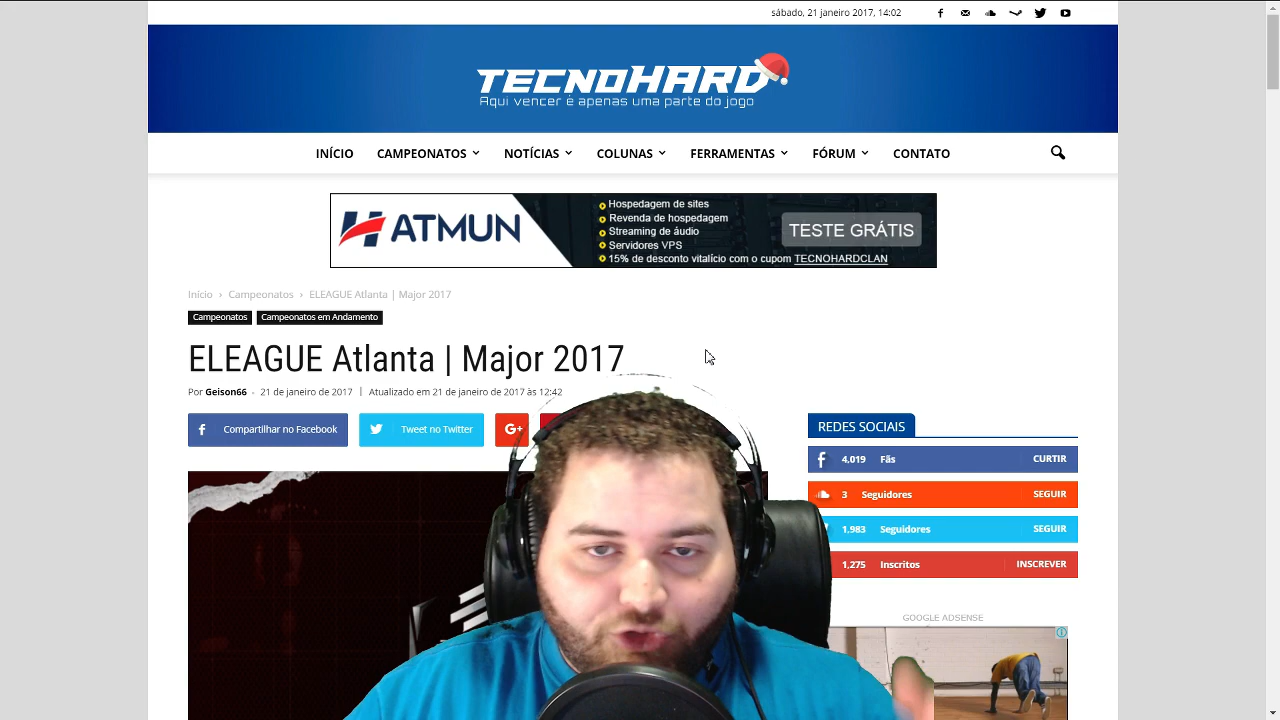 sábado, 21 janeiro 2017, 14:02
TECNOHARD
Aqui vencer é apenas uma parte do jogo
INÍCIO CAMPEONATOS NOTÍCIAS COLUNAS FERRAMENTAS FÓRUM CONTATO
ATMUN
Hospedagem de sites
Revenda de hospedagem
Streaming de áudio
Servidores VPS
15% de desconto vitalício com o cupom TECNOHARDCLAN
TESTE GRÁTIS
Início › Campeonatos › ELEAGUE Atlanta | Major 2017
Campeonatos Campeonatos em Andamento
ELEAGUE Atlanta | Major 2017
Por Geison66 - 21 de janeiro de 2017 | Atualizado em 21 de janeiro de 2017 às 12:42
Compartilhar no Facebook Tweet no Twitter G+
REDES SOCIAIS
4,019 Fãs CURTIR
3 Seguidores SEGUIR
1,983 Seguidores SEGUIR
1,275 Inscritos INSCREVER
GOOGLE ADSENSE